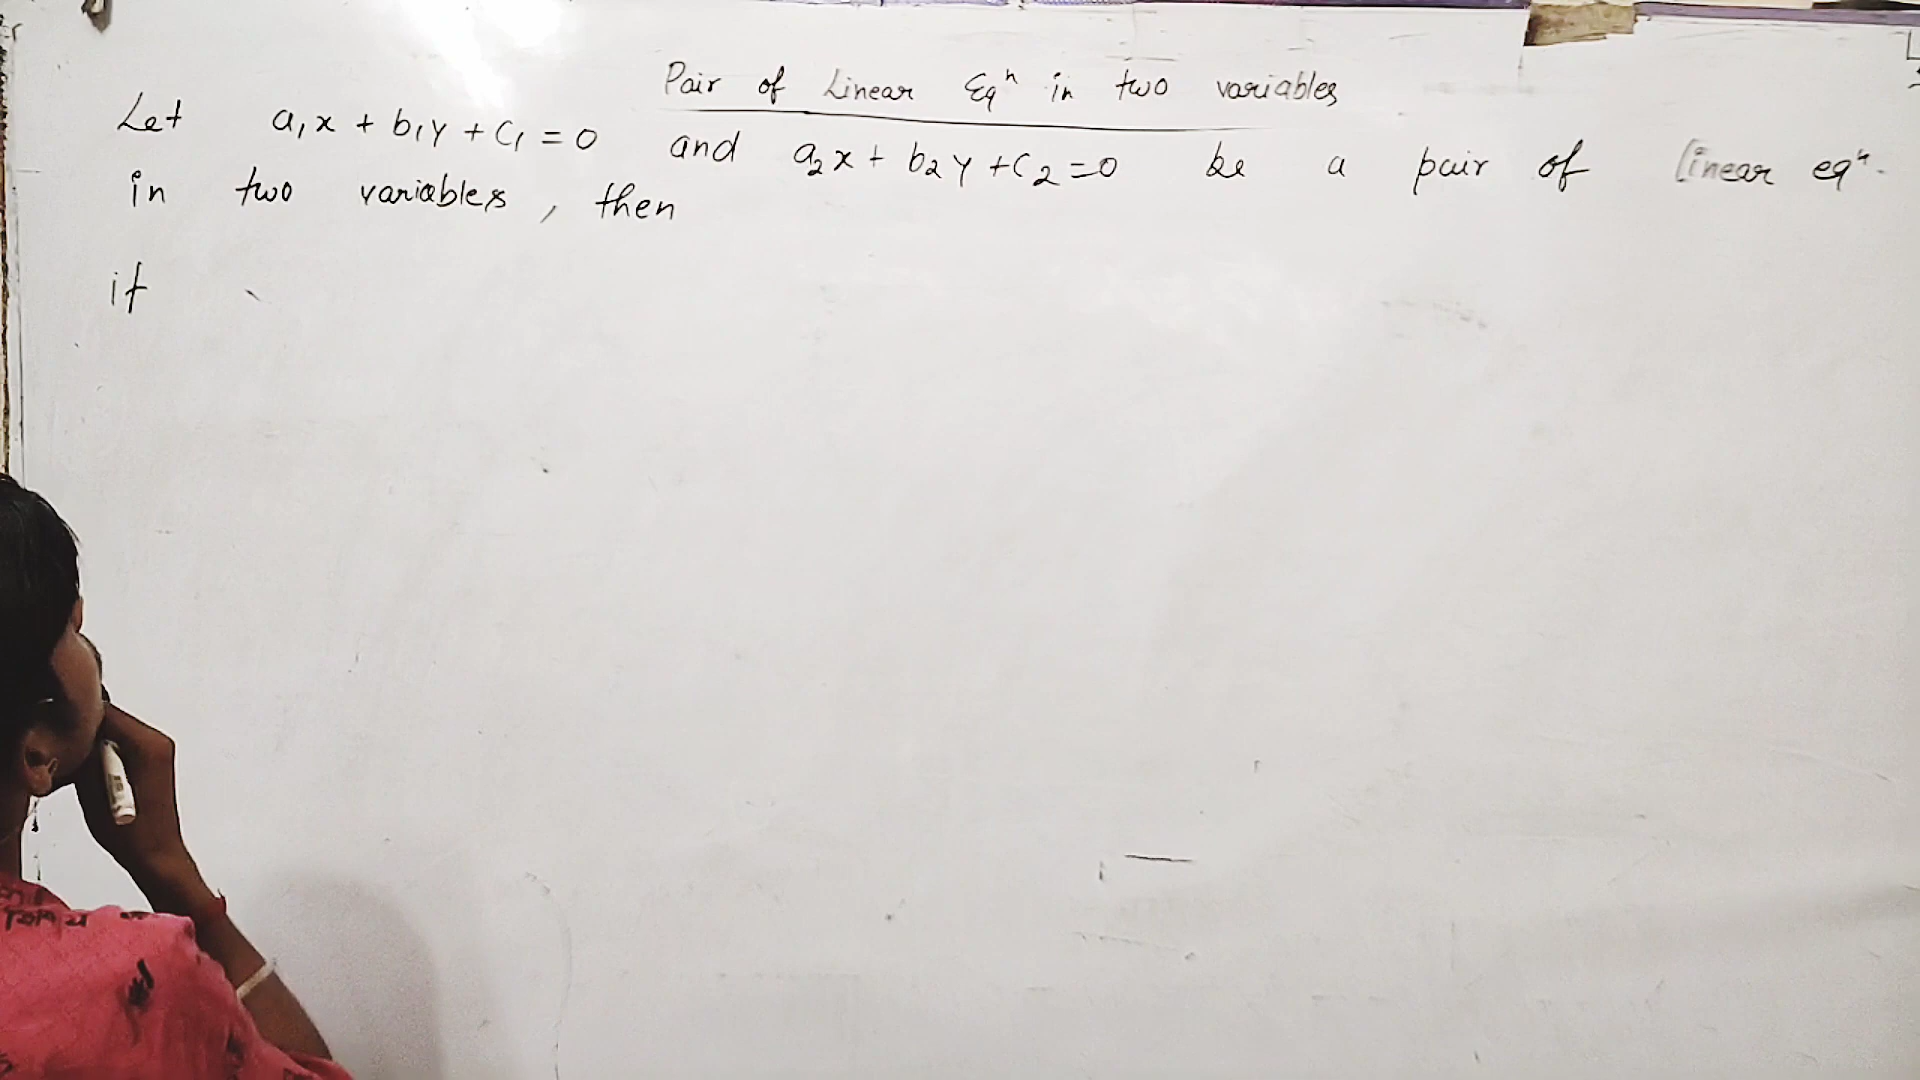 Pair of Linear Eqⁿ in two variables
Let a₁x + b₁y + c₁ = 0 and a₂x + b₂y + c₂ = 0 be a pair of linear eqⁿ.
in two variables, then
if